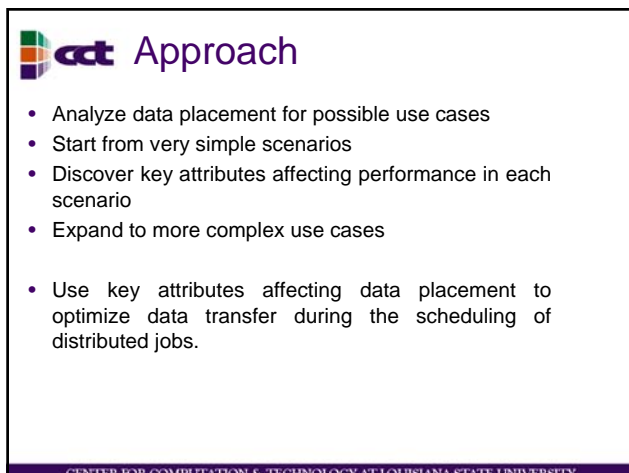 cct Approach
• Analyze data placement for possible use cases
• Start from very simple scenarios
• Discover key attributes affecting performance in each
scenario
• Expand to more complex use cases
• Use key attributes affecting data placement to
optimize data transfer during the scheduling of
distributed jobs.
CENTER FOR COMPUTATION & TECHNOLOGY AT LOUISIANA STATE UNIVERSITY